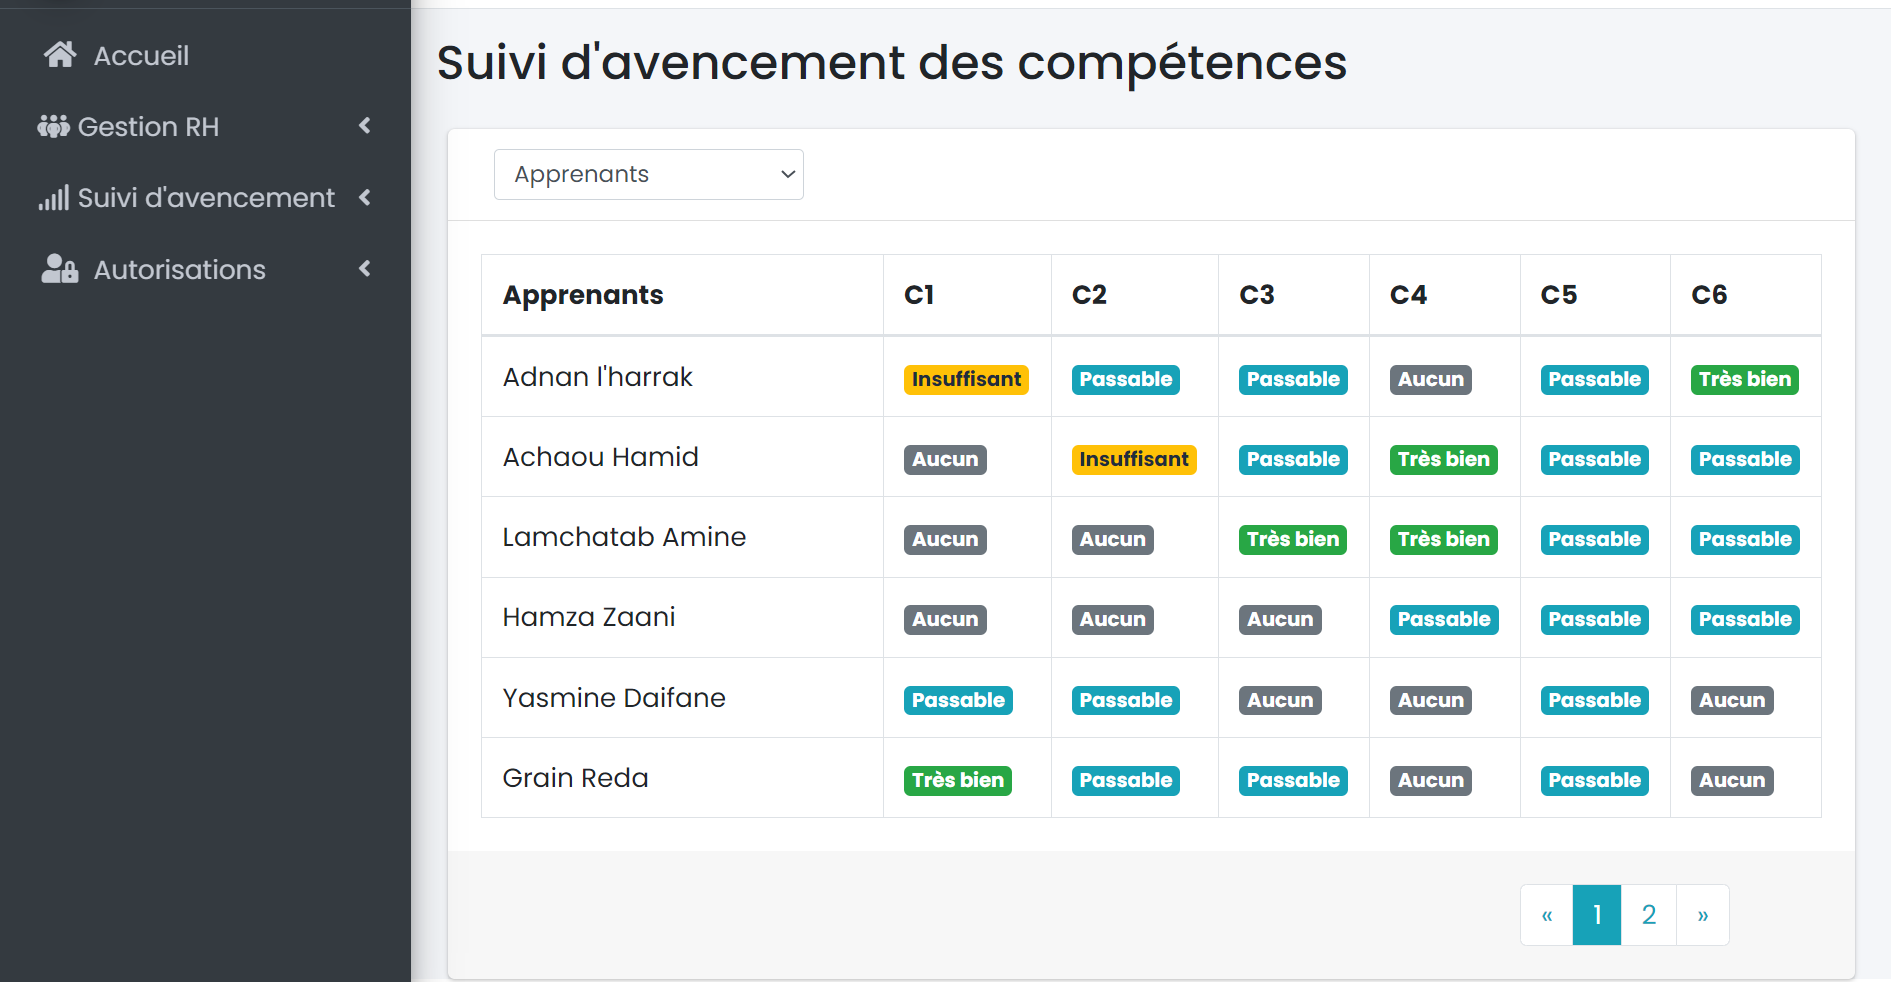 Accueil
Gestion RH
Suivi d'avencement
Autorisations
Suivi d'avencement des compétences
Apprenants
Apprenants C1 C2 C3 C4 C5 C6
Adnan l'harrak Insuffisant Passable Passable Aucun Passable Très bien
Achaou Hamid Aucun Insuffisant Passable Très bien Passable Passable
Lamchatab Amine Aucun Aucun Très bien Très bien Passable Passable
Hamza Zaani Aucun Aucun Aucun Passable Passable Passable
Yasmine Daifane Passable Passable Aucun Aucun Passable Aucun
Grain Reda Très bien Passable Passable Aucun Passable Aucun
« 1 2 »